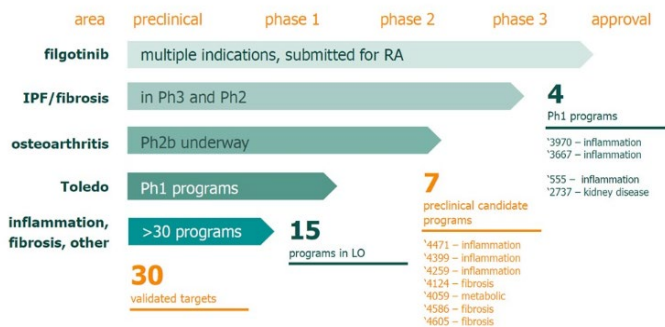 area preclinical phase 1 phase 2 phase 3 approval
filgotinib multiple indications, submitted for RA
IPF/fibrosis in Ph3 and Ph2
osteoarthritis Ph2b underway
Toledo Ph1 programs
inflammation,
fibrosis, other
>30 programs
30
validated targets
15
programs in LO
7
preclinical candidate
programs
'4471 – inflammation
'4399 – inflammation
'4259 – inflammation
'4124 – fibrosis
'4059 – metabolic
'4586 – fibrosis
'4605 – fibrosis
4
Ph1 programs
'3970 – inflammation
'3667 – inflammation
'555 – inflammation
'2737 – kidney disease